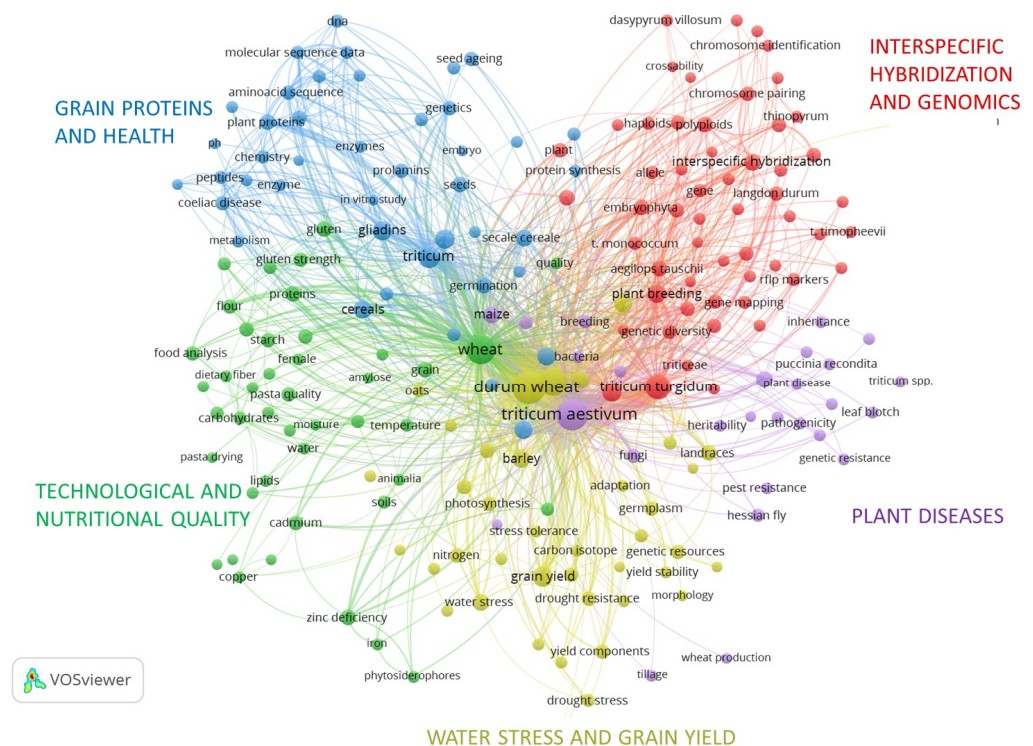 dna
dasypyrum villosum
INTERSPECIFIC
HYBRIDIZATION
AND GENOMICS
chromosome identification
molecular sequence data
seed ageing
crossability
aminoacid sequence
chromosome pairing
GRAIN PROTEINS
AND HEALTH
genetics
thinopyrum
plant proteins
haploids
polyploids
ph
enzymes
embryo
plant
chemistry
interspecific hybridization
prolamins
protein synthesis
allele
peptides
enzyme
seeds
gene
langdon durum
coeliac disease
in vitro study
embryophyta
gluten
gliadins
t. timopheevii
metabolism
secale cereale
t. monococcum
triticum
gluten strength
quality
aegilops tauschii
rflp markers
germination
proteins
plant breeding
gene mapping
flour
cereals
maize
breeding
inheritance
starch
genetic diversity
food analysis
female
wheat
bacteria
puccinia recondita
triticeae
dietary fiber
amylose
grain
plant disease
triticum spp.
pasta quality
oats
durum wheat
triticum turgidum
carbohydrates
moisture
temperature
triticum aestivum
leaf blotch
heritability
pathogenicity
water
pasta drying
barley
fungi
landraces
genetic resistance
lipids
animalia
adaptation
pest resistance
TECHNOLOGICAL AND
NUTRITIONAL QUALITY
soils
photosynthesis
germplasm
hessian fly
PLANT DISEASES
cadmium
stress tolerance
nitrogen
carbon isotope
genetic resources
copper
grain yield
yield stability
water stress
drought resistance
morphology
zinc deficiency
iron
yield components
wheat production
phytosiderophores
tillage
VOSviewer
drought stress
WATER STRESS AND GRAIN YIELD